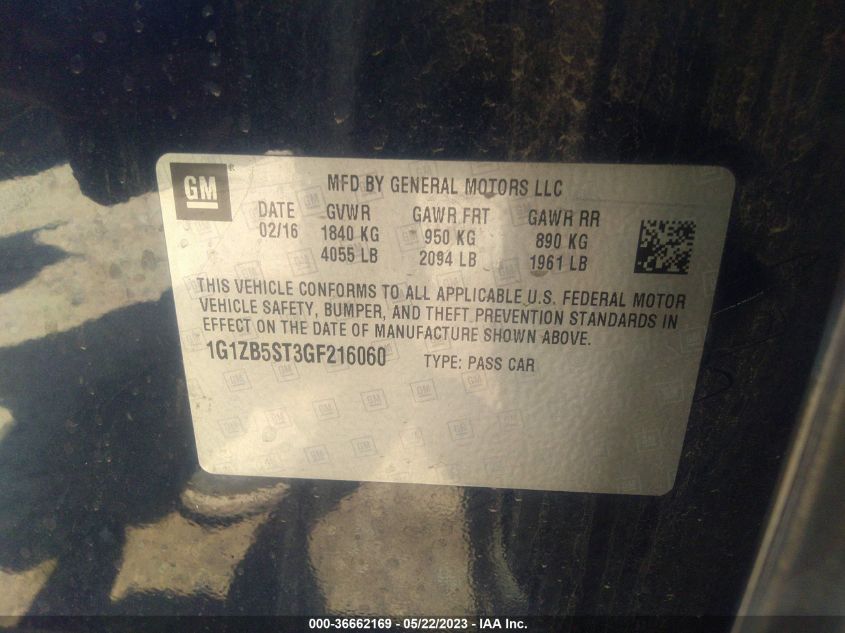 GM
MFD BY GENERAL MOTORS LLC
DATE GVWR GAWR FRT GAWR RR
02/16 1840 KG 950 KG 890 KG
4055 LB 2094 LB 1961 LB
THIS VEHICLE CONFORMS TO ALL APPLICABLE U.S. FEDERAL MOTOR
VEHICLE SAFETY, BUMPER, AND THEFT PREVENTION STANDARDS IN
EFFECT ON THE DATE OF MANUFACTURE SHOWN ABOVE.
1G1ZB5ST3GF216060 TYPE: PASS CAR
000-36662169 - 05/22/2023 - IAAI, Inc.